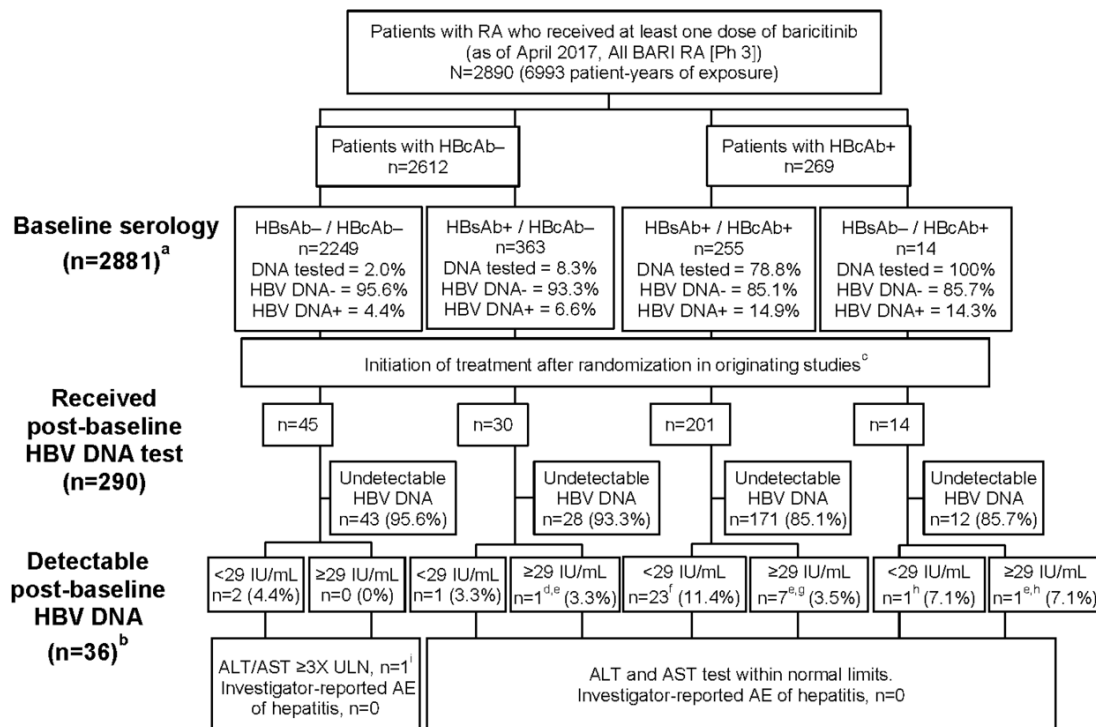 Patients with RA who received at least one dose of baricitinib
(as of April 2017, All BARI RA [Ph 3])
N=2890 (6993 patient-years of exposure)
Patients with HBcAb–
n=2612
Patients with HBcAb+
n=269
Baseline serology
(n=2881)a
HBsAb– / HBcAb–
n=2249
DNA tested = 2.0%
HBV DNA- = 95.6%
HBV DNA+ = 4.4%
HBsAb+ / HBcAb–
n=363
DNA tested = 8.3%
HBV DNA- = 93.3%
HBV DNA+ = 6.6%
HBsAb+ / HBcAb+
n=255
DNA tested = 78.8%
HBV DNA- = 85.1%
HBV DNA+ = 14.9%
HBsAb– / HBcAb+
n=14
DNA tested = 100%
HBV DNA- = 85.7%
HBV DNA+ = 14.3%
Initiation of treatment after randomization in originating studiesc
Received
post-baseline
HBV DNA test
(n=290)
n=45
n=30
n=201
n=14
Undetectable
HBV DNA
n=43 (95.6%)
Undetectable
HBV DNA
n=28 (93.3%)
Undetectable
HBV DNA
n=171 (85.1%)
Undetectable
HBV DNA
n=12 (85.7%)
Detectable
post-baseline
HBV DNA
(n=36)b
<29 IU/mL
n=2 (4.4%)
≥29 IU/mL
n=0 (0%)
<29 IU/mL
n=1 (3.3%)
≥29 IU/mL
n=1d,e (3.3%)
<29 IU/mL
n=23f (11.4%)
≥29 IU/mL
n=7e,g (3.5%)
<29 IU/mL
n=1h (7.1%)
≥29 IU/mL
n=1e,h (7.1%)
ALT/AST ≥3X ULN, n=1i
Investigator-reported AE
of hepatitis, n=0
ALT and AST test within normal limits.
Investigator-reported AE of hepatitis, n=0